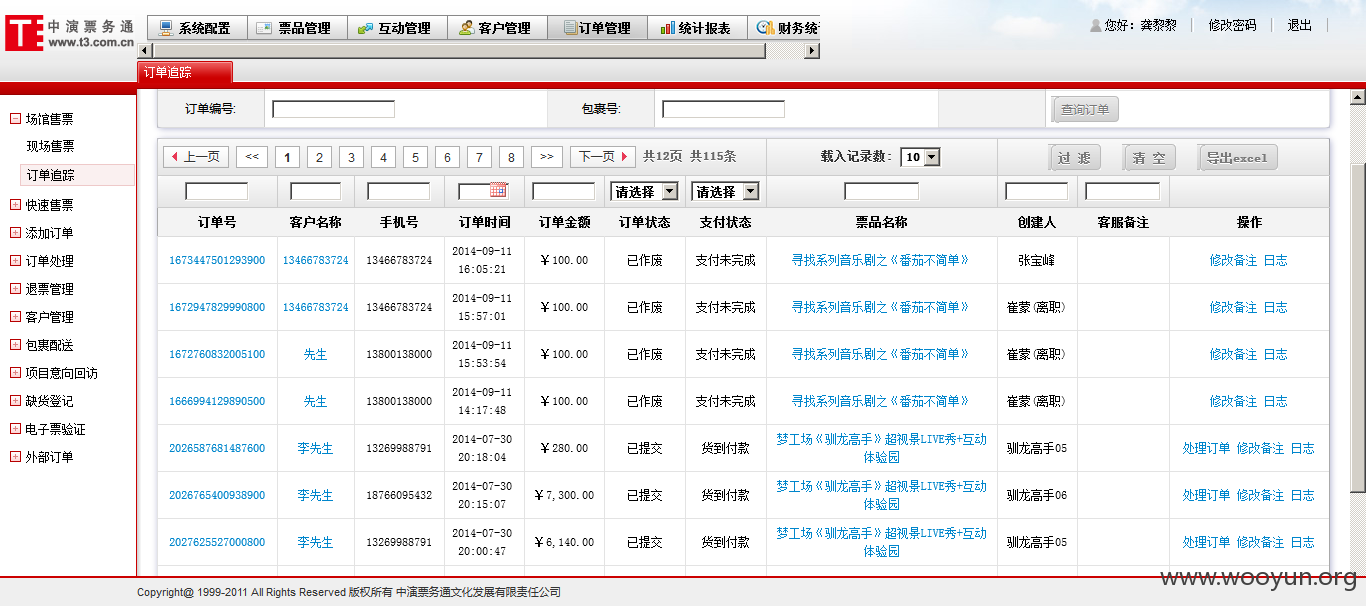 中演票务通
www.t3.com.cn
系统配置 票品管理 互动管理 客户管理 订单管理 统计报表 财务统
您好：龚黎黎 修改密码 退出
订单追踪
场馆售票
现场售票
订单追踪
快速售票
添加订单
订单处理
退票管理
客户管理
包裹配送
项目意向回访
缺货登记
电子票验证
外部订单
订单编号: 包裹号: 查询订单
上一页 << 1 2 3 4 5 6 7 8 >> 下一页 共12页 共115条 载入记录数: 10 过 滤 清 空 导出excel
请选择 请选择
订单号 客户名称 手机号 订单时间 订单金额 订单状态 支付状态 票品名称 创建人 客服备注 操作
1673447501293900 13466783724 13466783724 2014-09-11 16:05:21 ￥100.00 已作废 支付未完成 寻找系列音乐剧之《番茄不简单》 张宝峰 修改备注 日志
1672947829990800 13466783724 13466783724 2014-09-11 15:57:01 ￥100.00 已作废 支付未完成 寻找系列音乐剧之《番茄不简单》 崔蒙(离职) 修改备注 日志
1672760832005100 先生 13800138000 2014-09-11 15:53:54 ￥100.00 已作废 支付未完成 寻找系列音乐剧之《番茄不简单》 崔蒙(离职) 修改备注 日志
1666994129890500 先生 13800138000 2014-09-11 14:17:48 ￥100.00 已作废 支付未完成 寻找系列音乐剧之《番茄不简单》 崔蒙(离职) 修改备注 日志
2026587681487600 李先生 13269988791 2014-07-30 20:18:04 ￥280.00 已提交 货到付款 梦工场《驯龙高手》超视景LIVE秀+互动体验园 驯龙高手05 处理订单 修改备注 日志
2026765400938900 李先生 18766095432 2014-07-30 20:15:07 ￥7,300.00 已提交 货到付款 梦工场《驯龙高手》超视景LIVE秀+互动体验园 驯龙高手06 处理订单 修改备注 日志
2027625527000800 李先生 13269988791 2014-07-30 20:00:47 ￥6,140.00 已提交 货到付款 梦工场《驯龙高手》超视景LIVE秀+互动体验园 驯龙高手05 处理订单 修改备注 日志
www.wooyun.org
Copyright@ 1999-2011 All Rights Reserved 版权所有 中演票务通文化发展有限责任公司